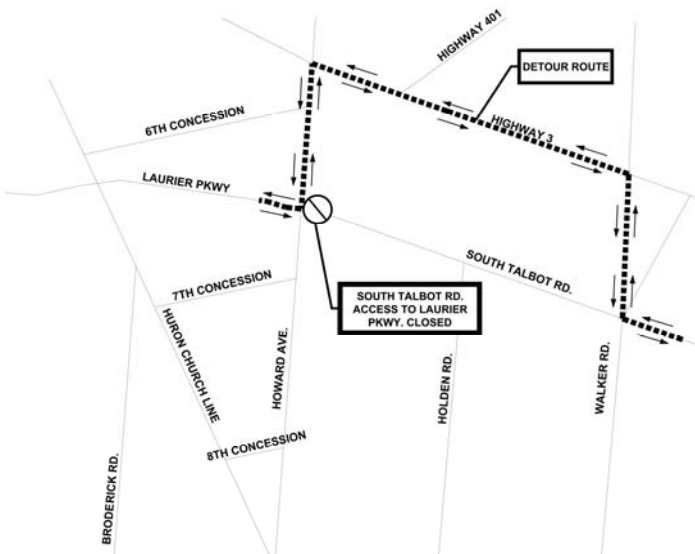 HIGHWAY 401
DETOUR ROUTE
6TH CONCESSION
HIGHWAY 3
LAURIER PKWY
SOUTH TALBOT RD.
7TH CONCESSION
SOUTH TALBOT RD.
ACCESS TO LAURIER
PKWY. CLOSED
HURON CHURCH LINE
HOWARD AVE.
HOLDEN RD.
WALKER RD.
8TH CONCESSION
BRODERICK RD.